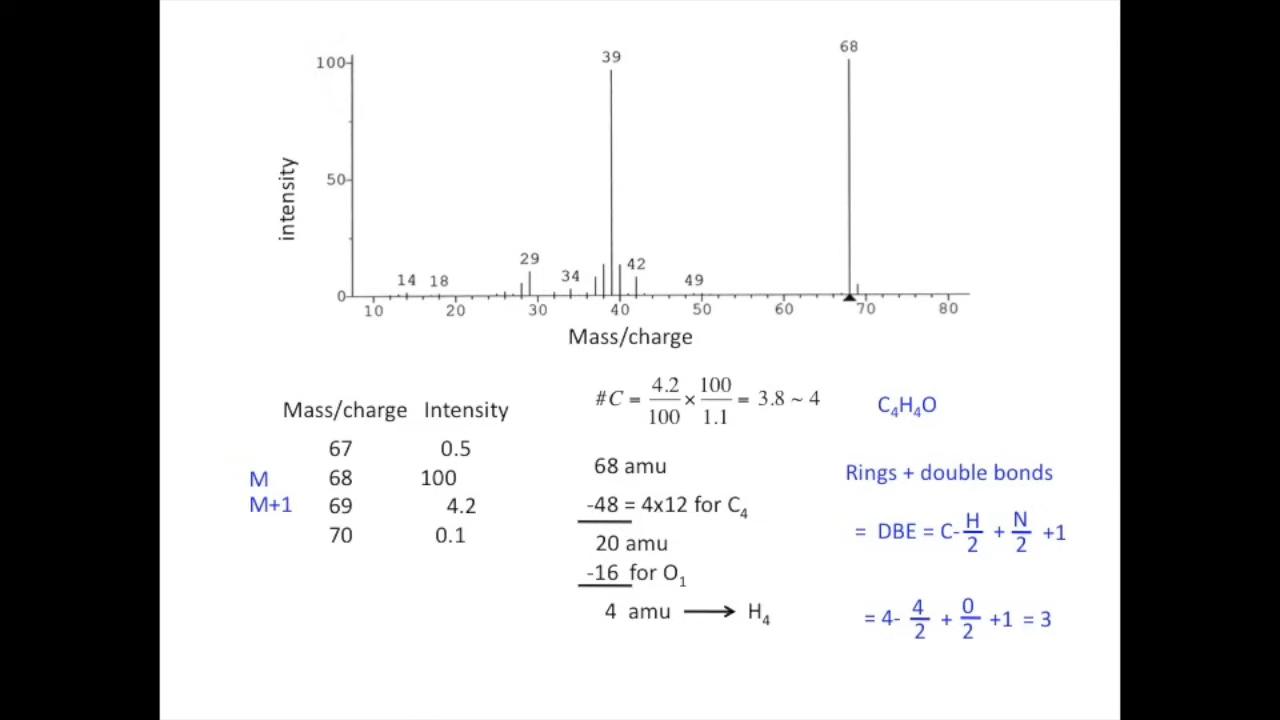 68
39
100
50
0
intensity
29
42
34
14 18
49
10 20 30 40 50 60 70 80
Mass/charge
#C = 4.2/100 × 100/1.1 = 3.8 ~ 4
C₄H₄O
Mass/charge Intensity
67 0.5
M 68 100
M+1 69 4.2
70 0.1
68 amu
-48 = 4x12 for C₄
20 amu
-16 for O₁
4 amu ⟶ H₄
Rings + double bonds
= DBE = C- H/2 + N/2 +1
= 4- 4/2 + 0/2 +1 = 3